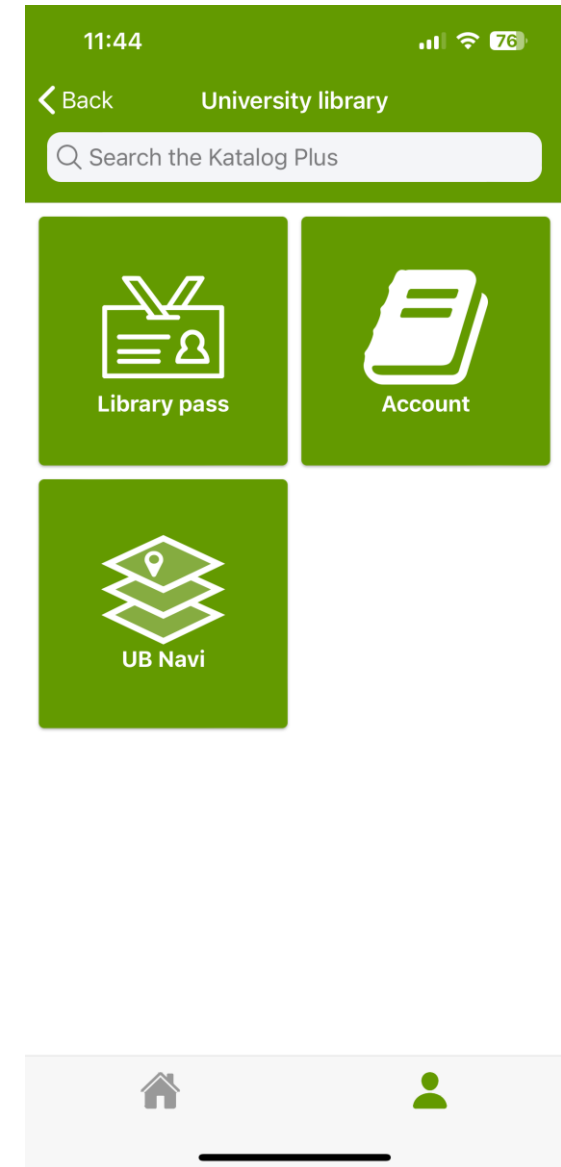 11:44 76
Back University library
Search the Katalog Plus
Library pass Account
UB Navi